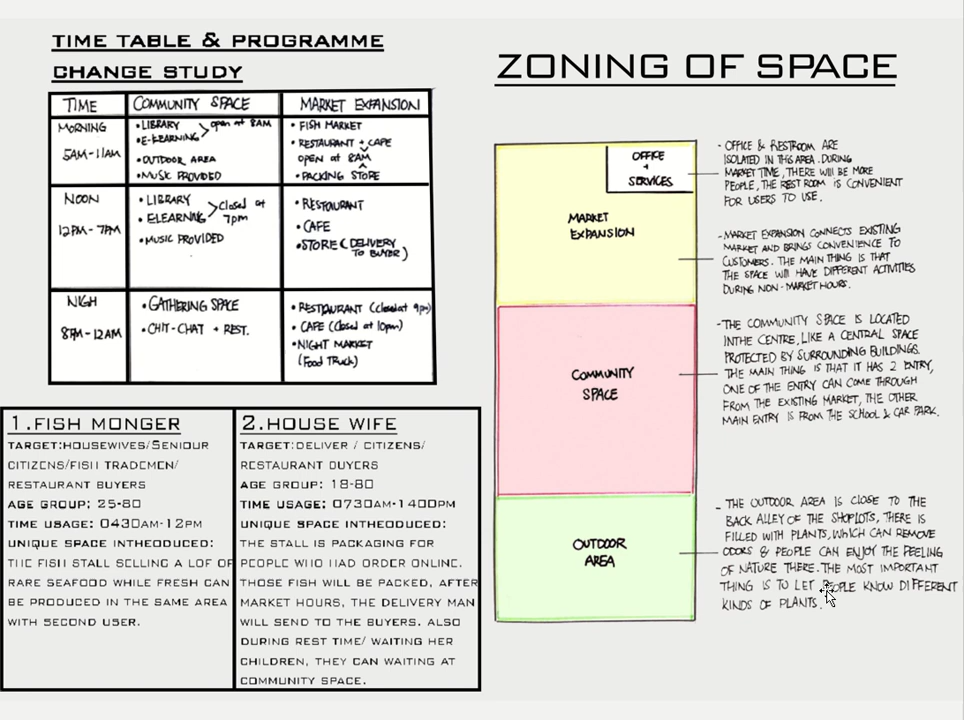 TIME TABLE & PROGRAMME
CHANGE STUDY
TIME
COMMUNITY SPACE
MARKET EXPANSION
MORNING
5AM-11AM
• LIBRARY
• E-LEARNING
open at 8AM
• OUTDOOR AREA
• MUSIC PROVIDED
• FISH MARKET
• RESTAURANT + CAFE
open at 8AM
• PACKING STORE
NOON
12PM-7PM
• LIBRARY
• ELEARNING
closed at
7pm
• MUSIC PROVIDED
• RESTAURANT
• CAFE
• STORE (DELIVERY
TO BUYER)
NIGH
8PM-12AM
• GATHERING SPACE
• CHIT-CHAT + REST.
• RESTAURANT (closed at 9pm)
• CAFE (closed at 10pm)
• NIGHT MARKET
(Food Truck)
1.FISH MONGER
TARGET:HOUSEWIVES/SENIOUR
CITIZENS/FISH TRADEMEN/
RESTAURANT BUYERS
AGE GROUP: 25-80
TIME USAGE: 0430AM-12PM
UNIQUE SPACE INTHEODUCED:
THE FISH STALL SELLING A LOF OF
RARE SEAFOOD WHILE FRESH CAN
BE PRODUCED IN THE SAME AREA
WITH SECOND USER.
2.HOUSE WIFE
TARGET:DELIVER / CITIZENS/
RESTAURANT BUYERS
AGE GROUP: 18-80
TIME USAGE: 0730AM-1400PM
UNIQUE SPACE INTHEODUCED:
THE STALL IS PACKAGING FOR
PEOPLE WHO HAD ORDER ONLINE.
THOSE FISH WILL BE PACKED, AFTER
MARKET HOURS, THE DELIVERY MAN
WILL SEND TO THE BUYERS. ALSO
DURING REST TIME/ WAITING HER
CHILDREN, THEY CAN WAITING AT
COMMUNITY SPACE.
ZONING OF SPACE
OFFICE
+
SERVICES
MARKET
EXPANSION
COMMUNITY
SPACE
OUTDOOR
AREA
- OFFICE & RESTROOM ARE
ISOLATED IN THIS AREA. DURING
MARKET TIME, THERE WILL BE MORE
PEOPLE, THE REST ROOM IS CONVENIENT
FOR USERS TO USE.
- MARKET EXPANSION CONNECTS EXISTING
MARKET AND BRINGS CONVENIENCE TO
CUSTOMERS. THE MAIN THING IS THAT
THE SPACE WILL HAVE DIFFERENT ACTIVITIES
DURING NON-MARKET HOURS.
- THE COMMUNITY SPACE IS LOCATED
INTHE CENTRE, LIKE A CENTRAL SPACE
PROTECTED BY SURROUNDING BUILDINGS.
THE MAIN THING IS THAT IT HAS 2 ENTRY,
ONE OF THE ENTRY CAN COME THROUGH
FROM THE EXISTING MARKET, THE OTHER
MAIN ENTRY IS FROM THE SCHOOL & CAR PARK.
- THE OUTDOOR AREA IS CLOSE TO THE
BACK ALLEY OF THE SHOPLOTS, THERE IS
FILLED WITH PLANTS, WHICH CAN REMOVE
ODORS & PEOPLE CAN ENJOY THE FEELING
OF NATURE THERE. THE MOST IMPORTANT
THING IS TO LET PEOPLE KNOW DIFFERENT
KINDS OF PLANTS.